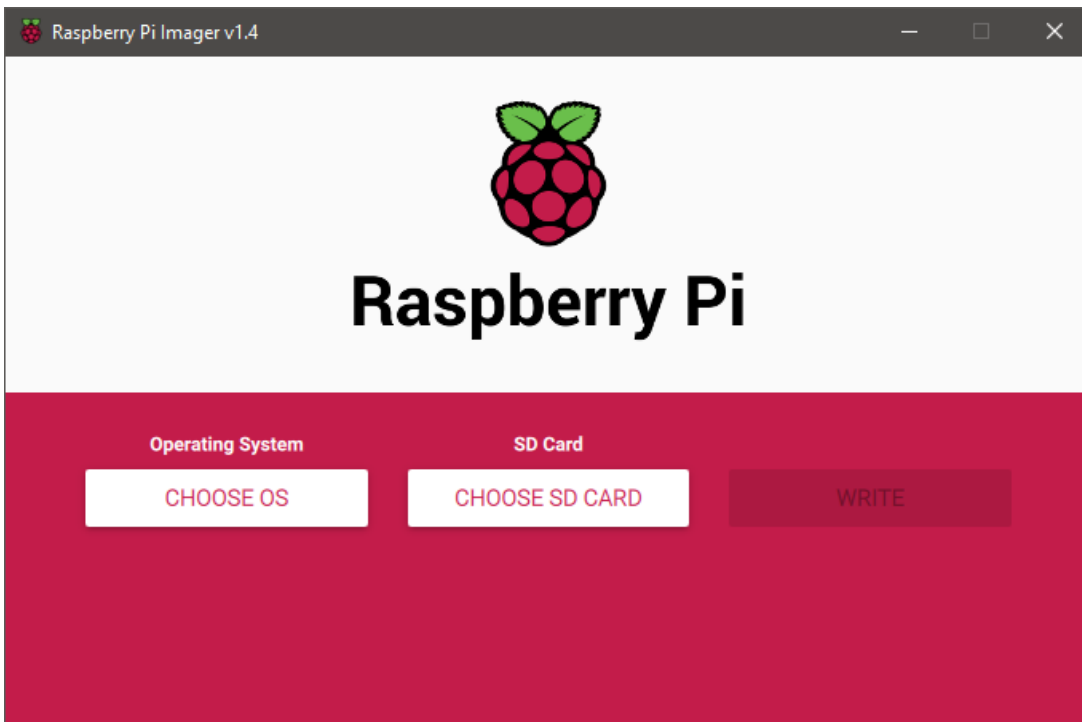 Raspberry Pi Imager v1.4
Raspberry Pi
Operating System
SD Card
CHOOSE OS
CHOOSE SD CARD
WRITE